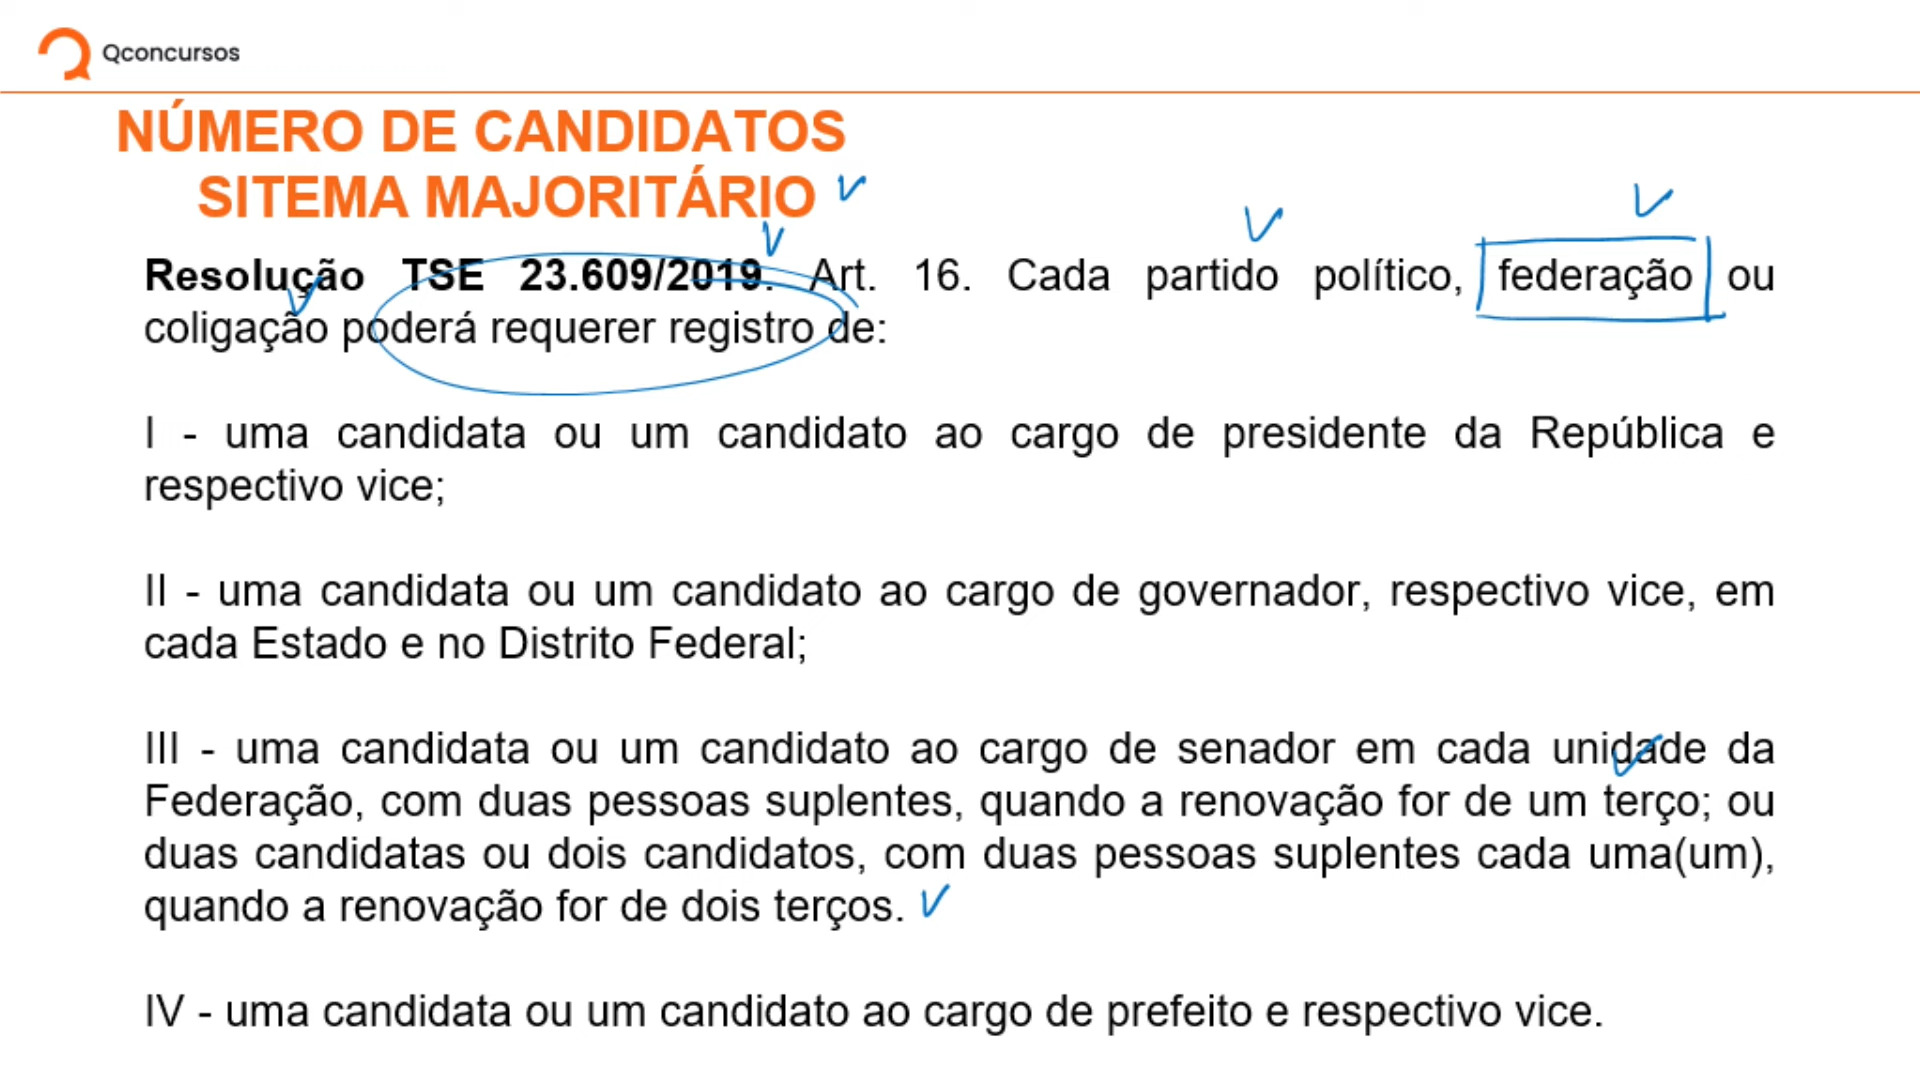 Qconcursos
NÚMERO DE CANDIDATOS
SITEMA MAJORITÁRIO
Resolução TSE 23.609/2019. Art. 16. Cada partido político, federação ou
coligação poderá requerer registro de:
I - uma candidata ou um candidato ao cargo de presidente da República e
respectivo vice;
II - uma candidata ou um candidato ao cargo de governador, respectivo vice, em
cada Estado e no Distrito Federal;
III - uma candidata ou um candidato ao cargo de senador em cada unidade da
Federação, com duas pessoas suplentes, quando a renovação for de um terço; ou
duas candidatas ou dois candidatos, com duas pessoas suplentes cada uma(um),
quando a renovação for de dois terços.
IV - uma candidata ou um candidato ao cargo de prefeito e respectivo vice.